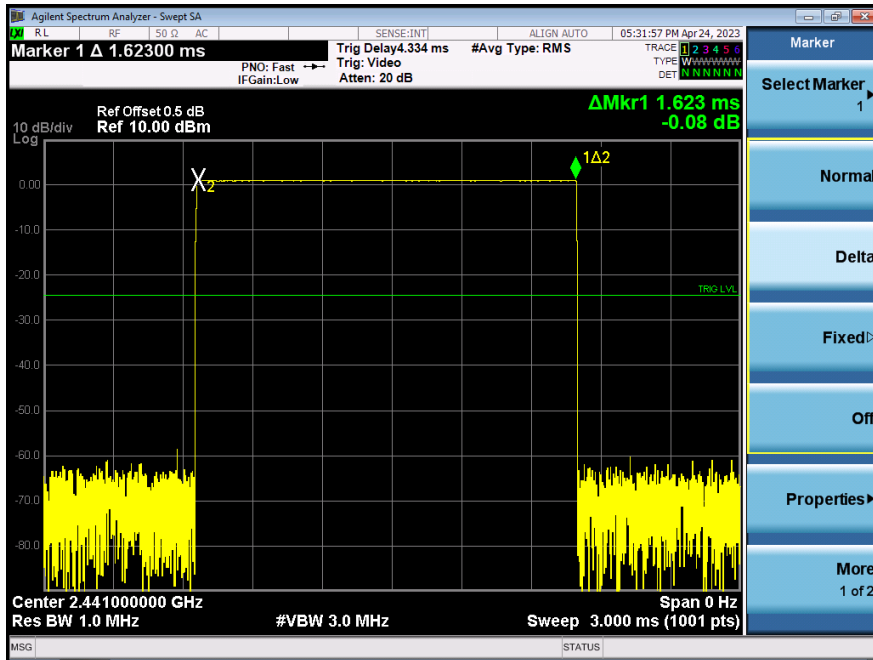 Agilent Spectrum Analyzer - Swept SA
LXI RL RF 50 Ω AC SENSE:INT ALIGN AUTO 05:31:57 PM Apr 24, 2023
Marker 1 Δ 1.62300 ms
PNO: Fast
IFGain:Low
Trig Delay4.334 ms
Trig: Video
Atten: 20 dB
#Avg Type: RMS
TRACE 1 2 3 4 5 6
TYPE WWWWWW
DET N N N N N N
Ref Offset 0.5 dB
10 dB/div Ref 10.00 dBm
Log
ΔMkr1 1.623 ms
-0.08 dB
1Δ2
2
TRIG LVL
0.00
-10.0
-20.0
-30.0
-40.0
-50.0
-60.0
-70.0
-80.0
Center 2.441000000 GHz Span 0 Hz
Res BW 1.0 MHz #VBW 3.0 MHz Sweep 3.000 ms (1001 pts)
MSG STATUS
Marker
Select Marker
1
Normal
Delta
Fixed
Off
Properties
More
1 of 2